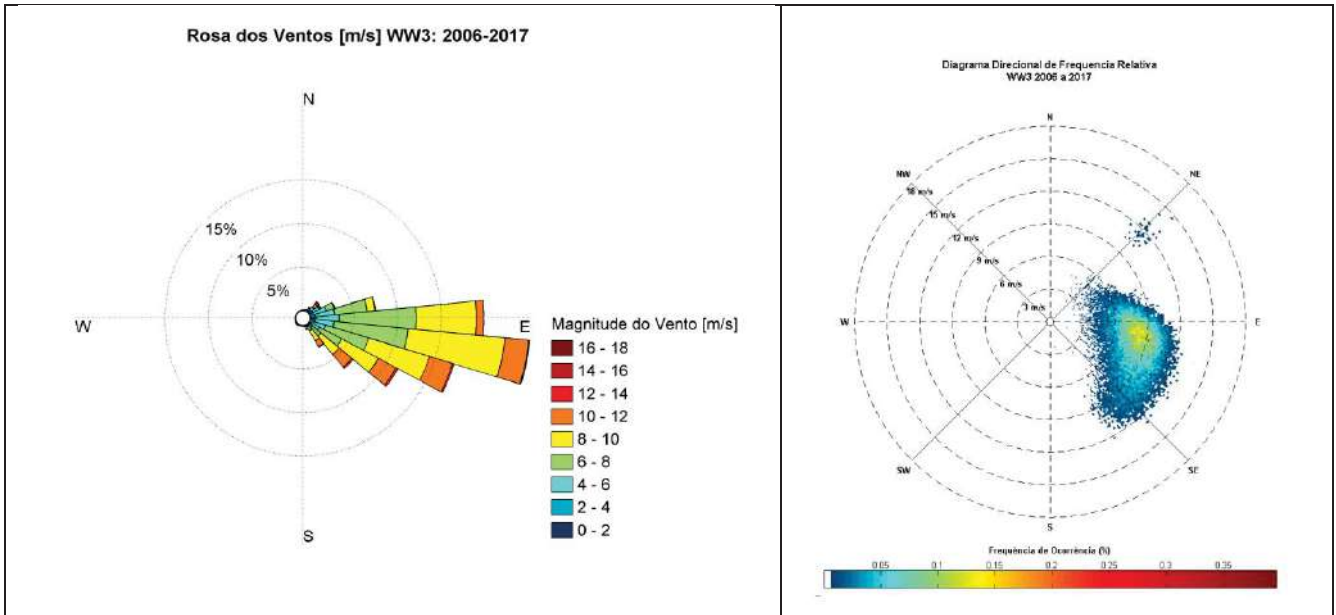 Rosa dos Ventos [m/s] WW3: 2006-2017
N
15%
10%
5%
W
E
S
Magnitude do Vento [m/s]
16 - 18
14 - 16
12 - 14
10 - 12
8 - 10
6 - 8
4 - 6
2 - 4
0 - 2
Diagrama Direcional de Frequencia Relativa
WW3 2006 a 2017
N
NW
NE
18 m/s
15 m/s
12 m/s
9 m/s
6 m/s
3 m/s
W
E
SW
SE
S
Frequência de Ocorrência (%)
0.05
0.1
0.15
0.2
0.25
0.3
0.35